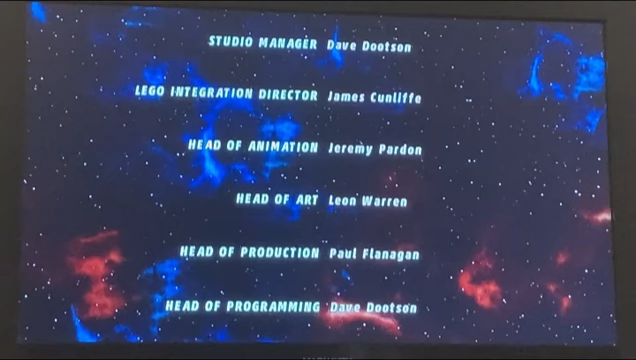 STUDIO MANAGER Dave Dootson
LEGO INTEGRATION DIRECTOR James Cunliffe
HEAD OF ANIMATION Jeremy Pardon
HEAD OF ART Leon Warren
HEAD OF PRODUCTION Paul Flanagan
HEAD OF PROGRAMMING Dave Dootson